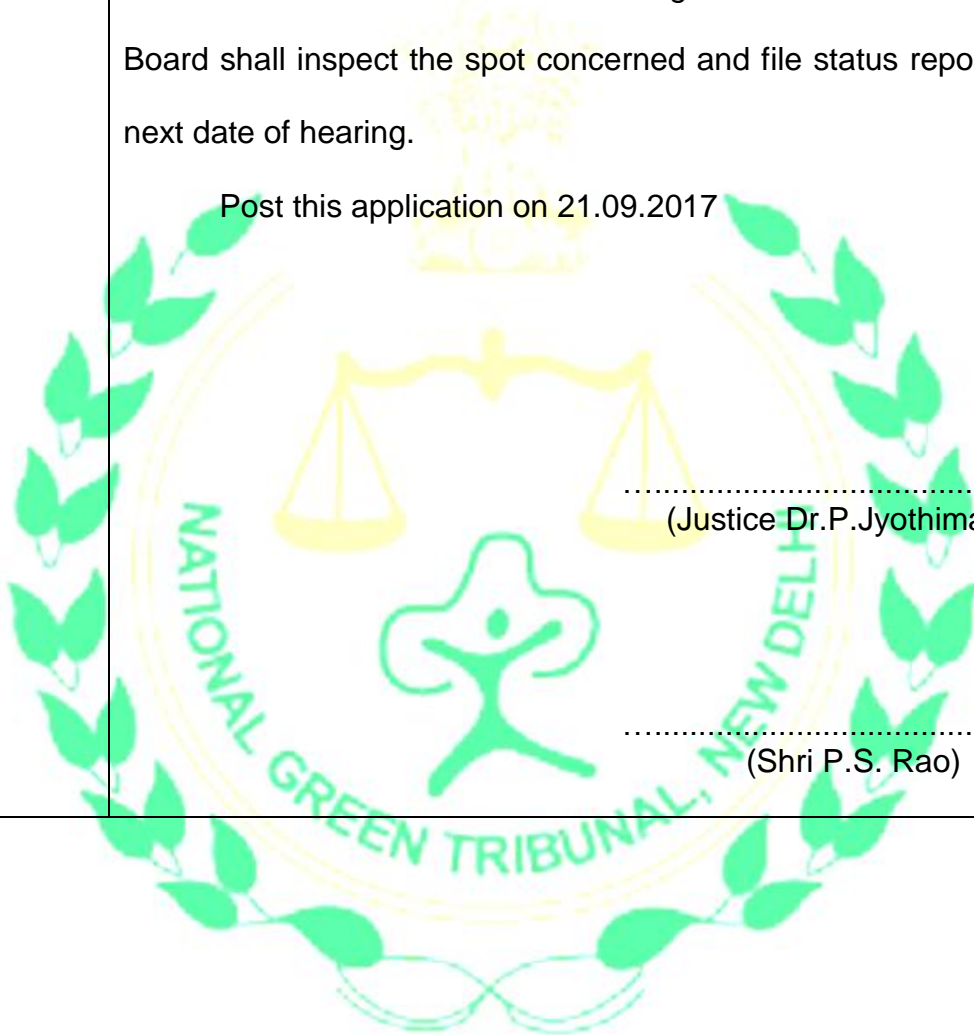 Board shall inspect the spot concerned and file status repo
next date of hearing.
Post this application on 21.09.2017
(Justice Dr.P.Jyothima
(Shri P.S. Rao)
NATIONAL GREEN TRIBUNAL, NEW DELHI